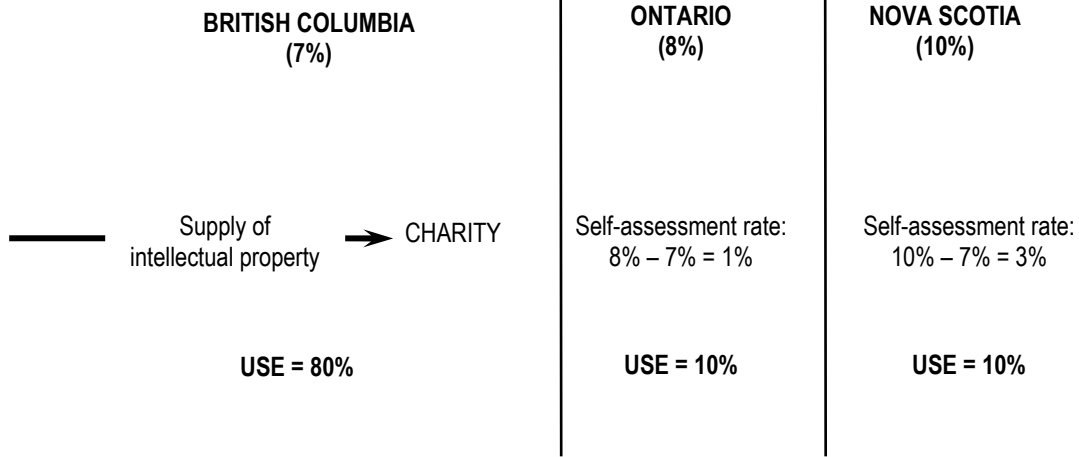 BRITISH COLUMBIA
(7%)
ONTARIO
(8%)
NOVA SCOTIA
(10%)
Supply of
intellectual property
CHARITY
Self-assessment rate:
8% – 7% = 1%
Self-assessment rate:
10% – 7% = 3%
USE = 80%
USE = 10%
USE = 10%